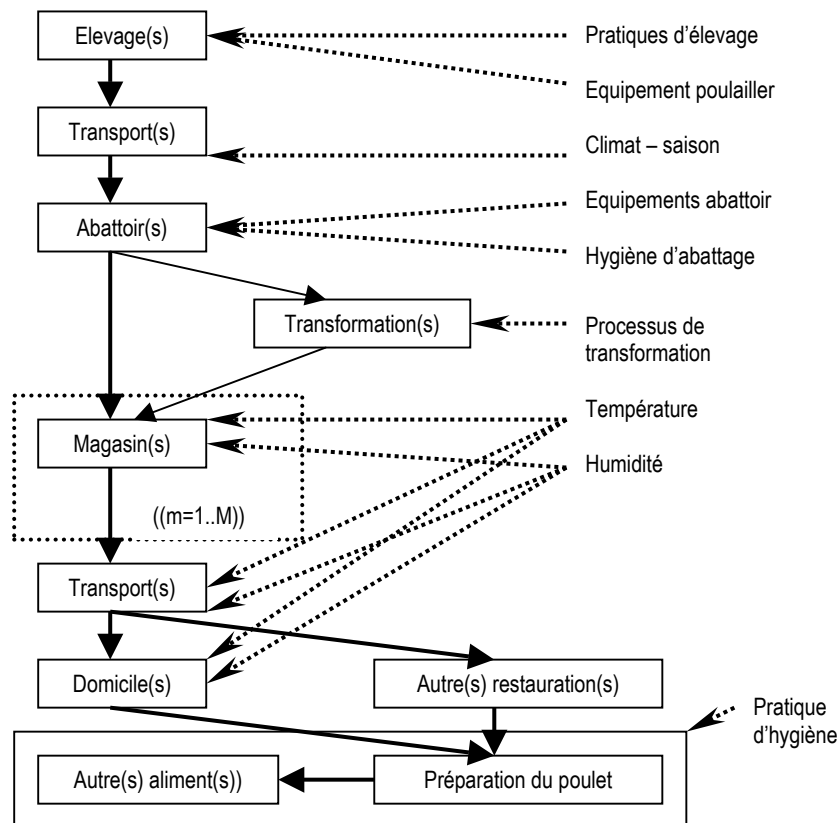 Elevage(s)
Pratiques d'élevage
Equipement poulailler
Transport(s)
Climat – saison
Equipements abattoir
Abattoir(s)
Hygiène d'abattage
Transformation(s)
Processus de
transformation
Température
Magasin(s)
Humidité
((m=1..M))
Transport(s)
Domicile(s)
Autre(s) restauration(s)
Pratique
d'hygiène
Autre(s) aliment(s))
Préparation du poulet